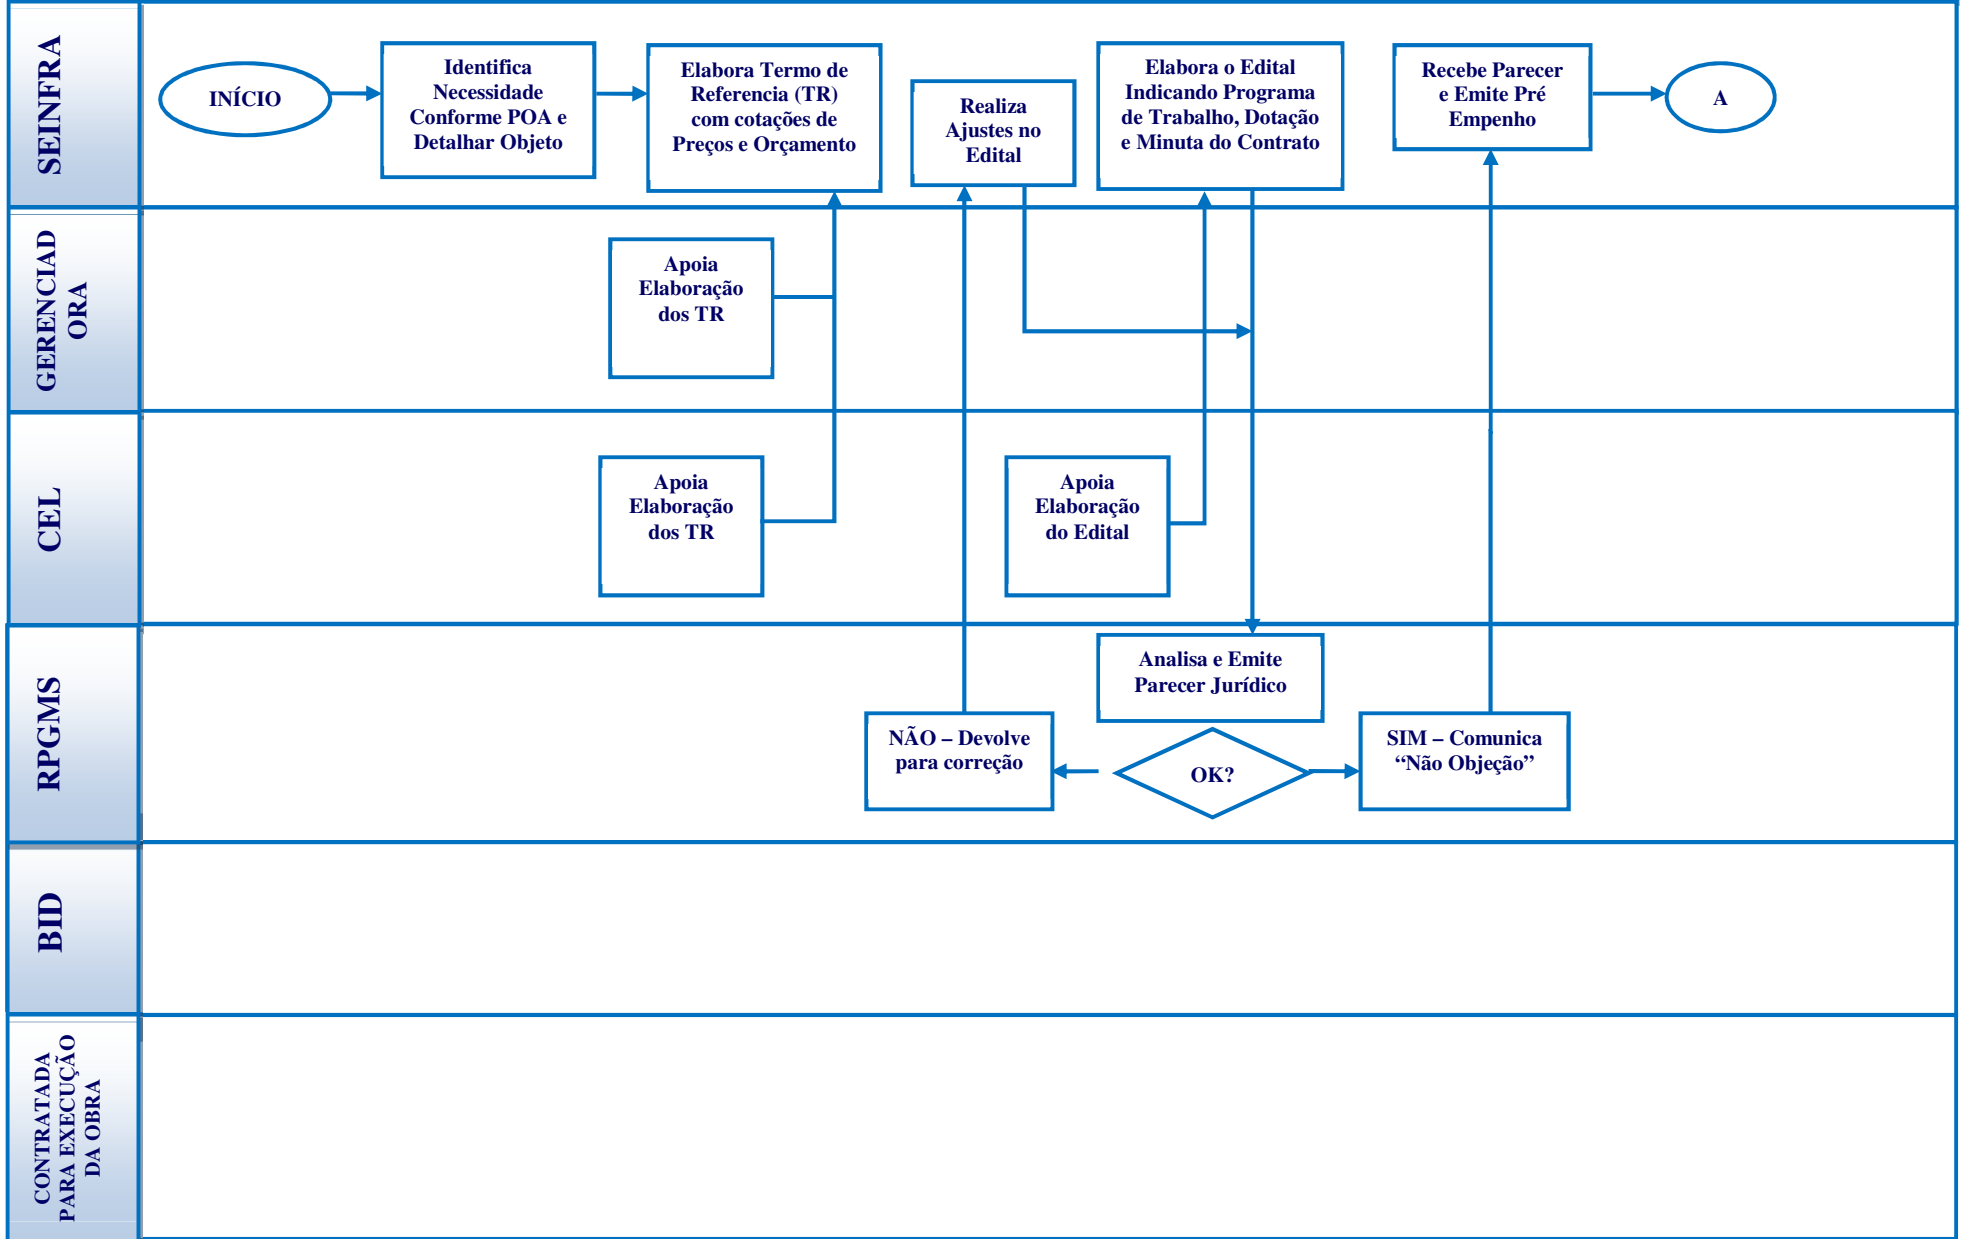 SEINFRA
INÍCIO
Identifica
Necessidade
Conforme POA e
Detalhar Objeto
Elabora Termo de
Referencia (TR)
com cotações de
Preços e Orçamento
Realiza
Ajustes no
Edital
Elabora o Edital
Indicando Programa
de Trabalho, Dotação
e Minuta do Contrato
Recebe Parecer
e Emite Pré
Empenho
A
GERENCIAD
ORA
Apoia
Elaboração
dos TR
CEL
Apoia
Elaboração
dos TR
Apoia
Elaboração
do Edital
RPGMS
Analisa e Emite
Parecer Jurídico
NÃO – Devolve
para correção
OK?
SIM – Comunica
“Não Objeção”
BID
CONTRATADA
PARA EXECUÇÃO
DA OBRA